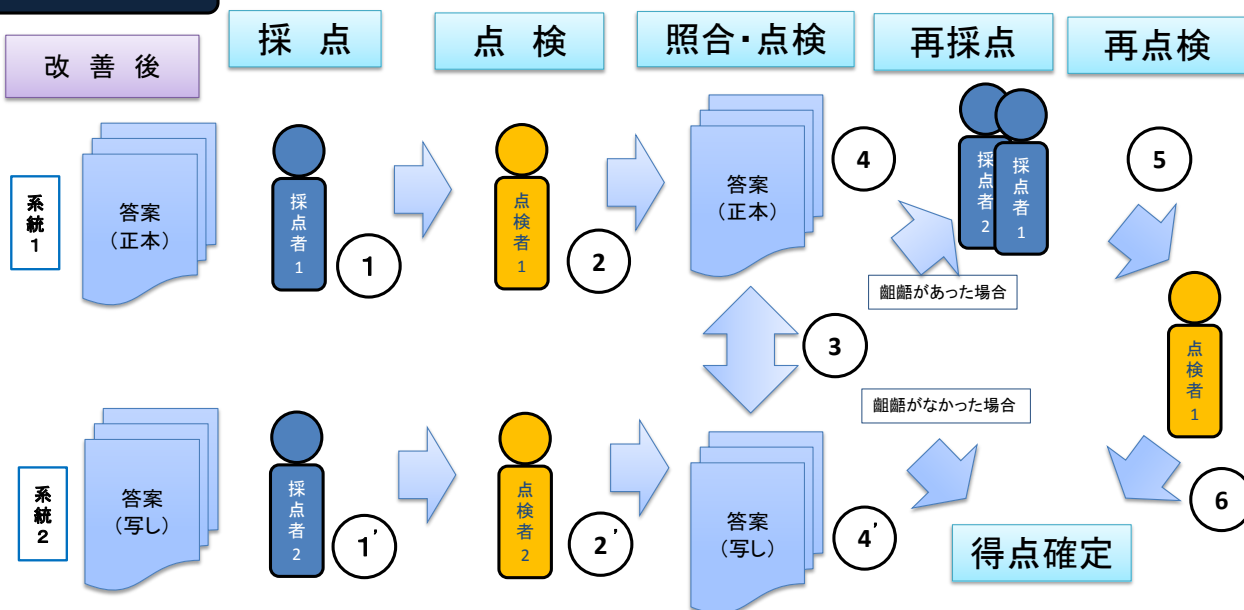 改善後
採 点
点 検
照合・点検
再採点
再点検
系統1
答案
(正本)
採点者1
1
点検者1
2
答案
(正本)
4
採点者2
採点者1
5
齟齬があった場合
3
点検者1
齟齬がなかった場合
系統2
答案
(写し)
採点者2
1'
点検者2
2'
答案
(写し)
4'
6
得点確定